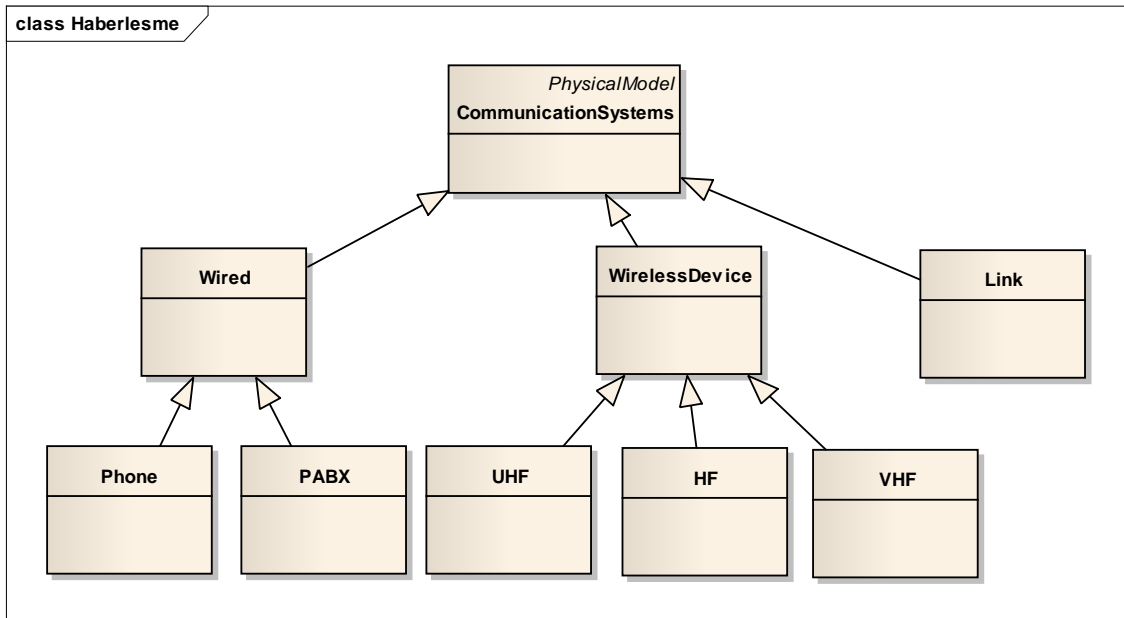 class Haberlesme
PhysicalModel
CommunicationSystems
Wired
WirelessDevice
Link
Phone
PABX
UHF
HF
VHF